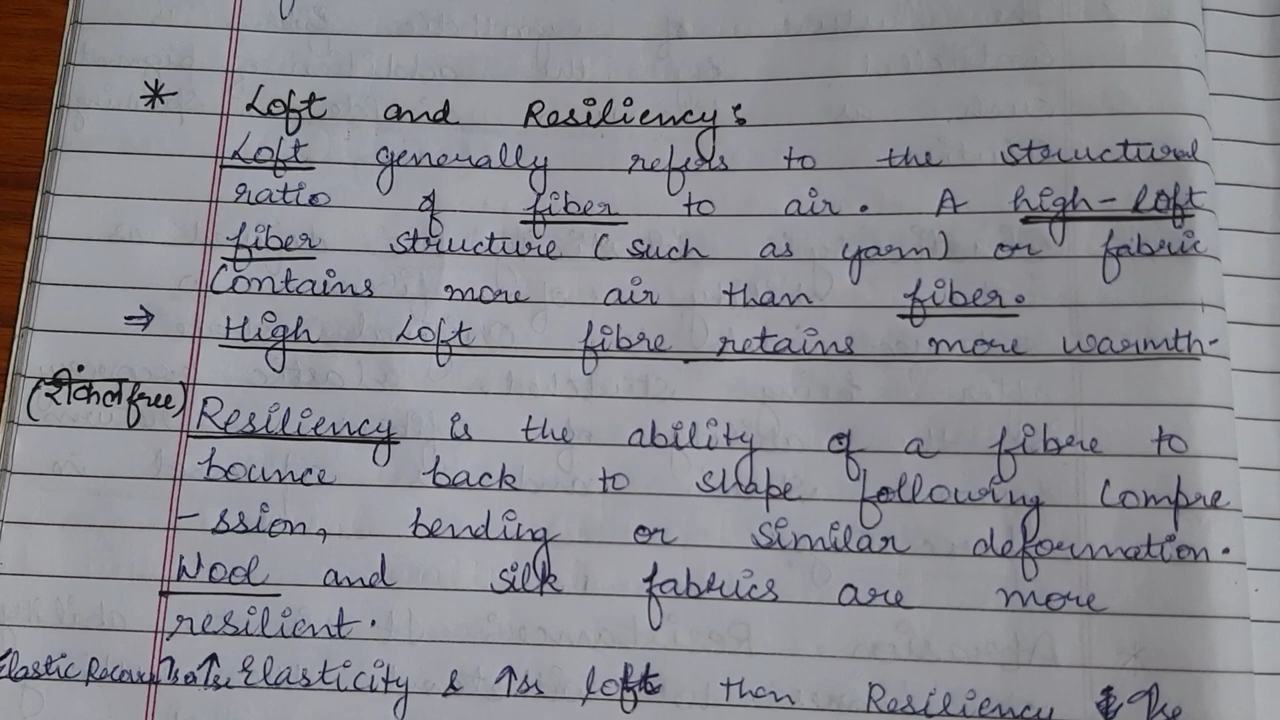 * Loft and Resiliency:
Loft generally refers to the structural
ratio of fiber to air. A high-loft
fiber structure (such as yarn) or fabric
Contains more air than fiber.
⇒ High Loft fibre retains more warmth.
(सिंकलfree) Resiliency is the ability of a fibre to
bounce back to shape following Compre
-ssion, bending or similar deformation.
Wool and silk fabrics are more
resilient.
Elastic Elasticity & ↑se loft then Resiliency